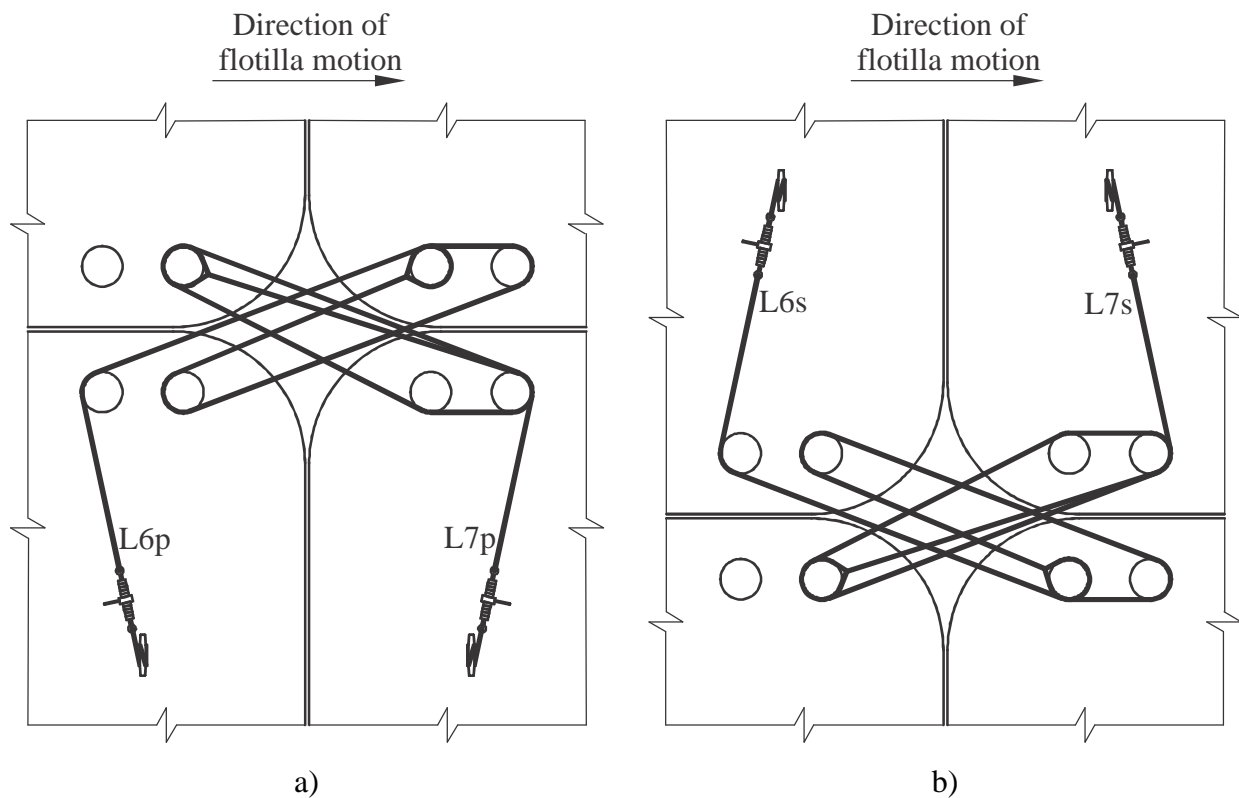 Direction of
flotilla motion
Direction of
flotilla motion
L6s
L7s
L6p
L7p
a)
b)